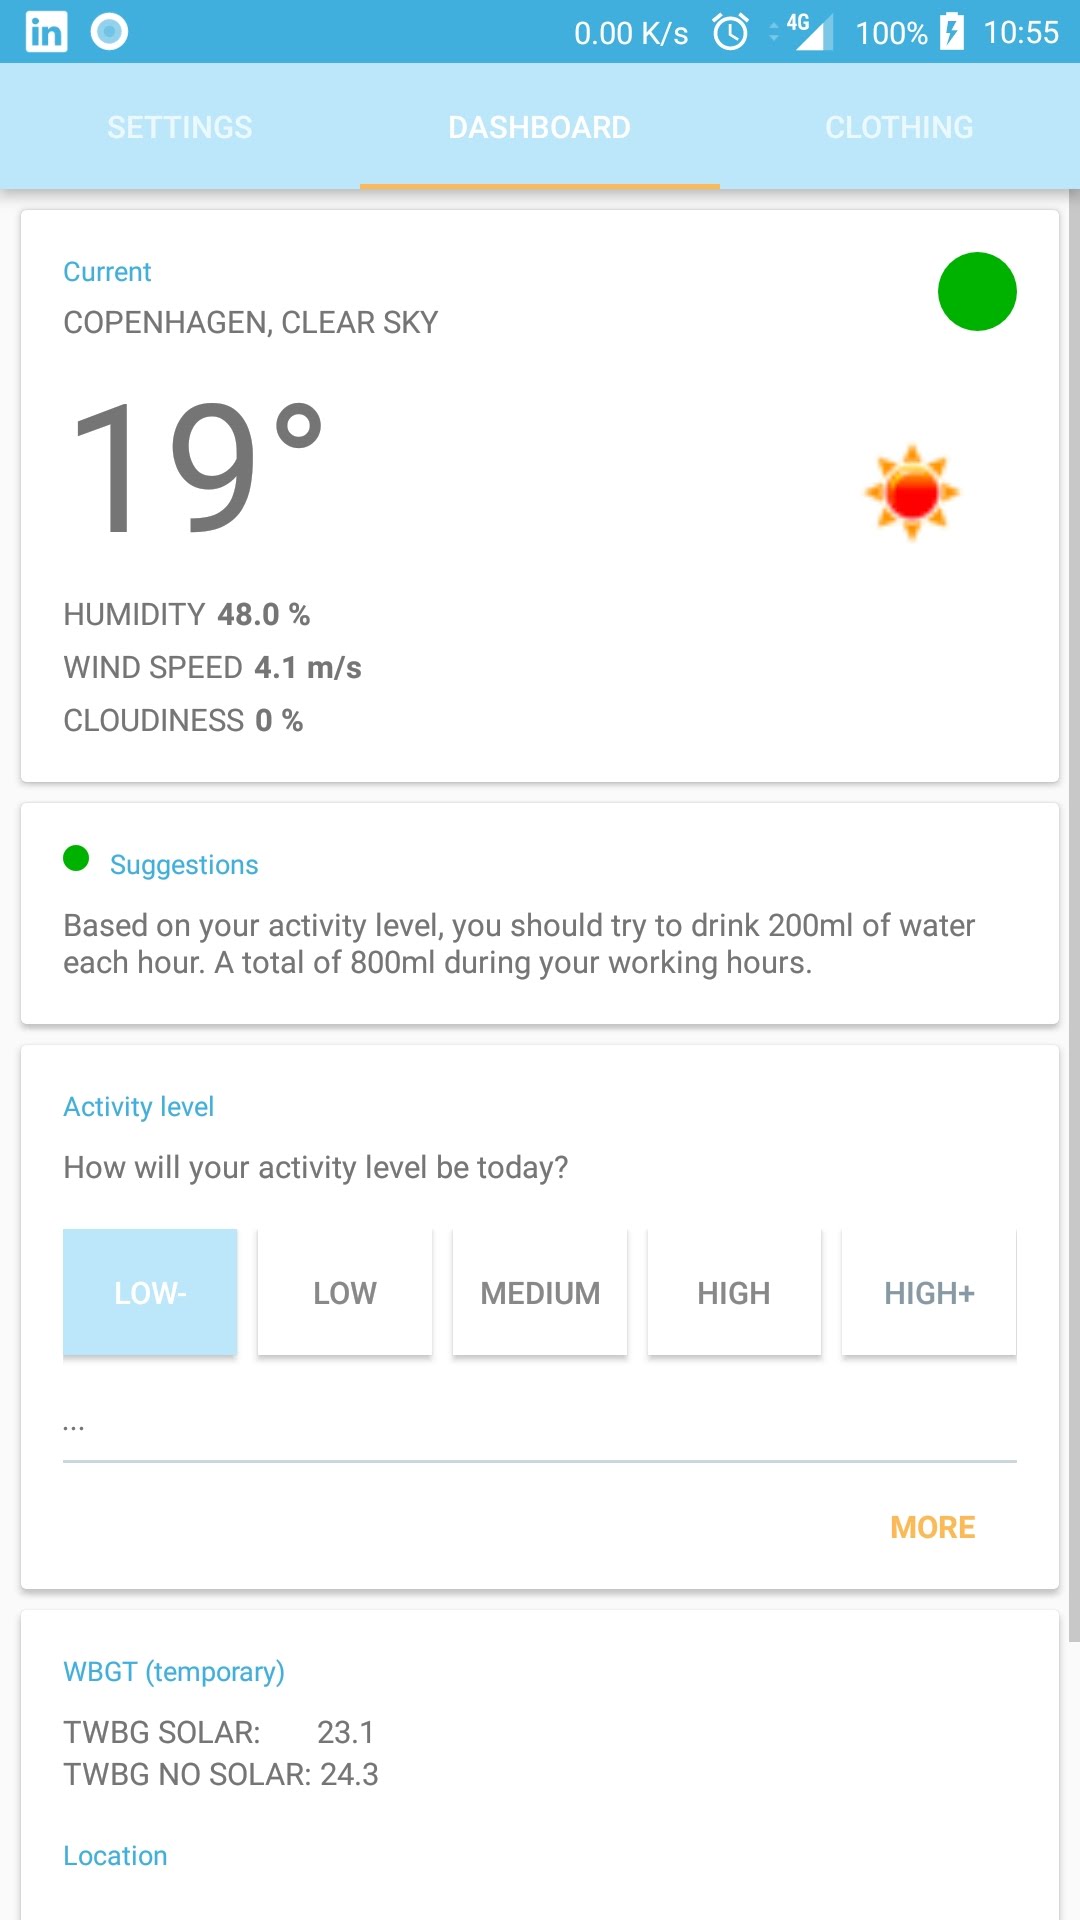 in
0.00 K/s 4G 100% 10:55
SETTINGS DASHBOARD CLOTHING
Current
COPENHAGEN, CLEAR SKY
19°
HUMIDITY 48.0 %
WIND SPEED 4.1 m/s
CLOUDINESS 0 %
Suggestions
Based on your activity level, you should try to drink 200ml of water
each hour. A total of 800ml during your working hours.
Activity level
How will your activity level be today?
LOW- LOW MEDIUM HIGH HIGH+
...
MORE
WBGT (temporary)
TWBG SOLAR: 23.1
TWBG NO SOLAR: 24.3
Location